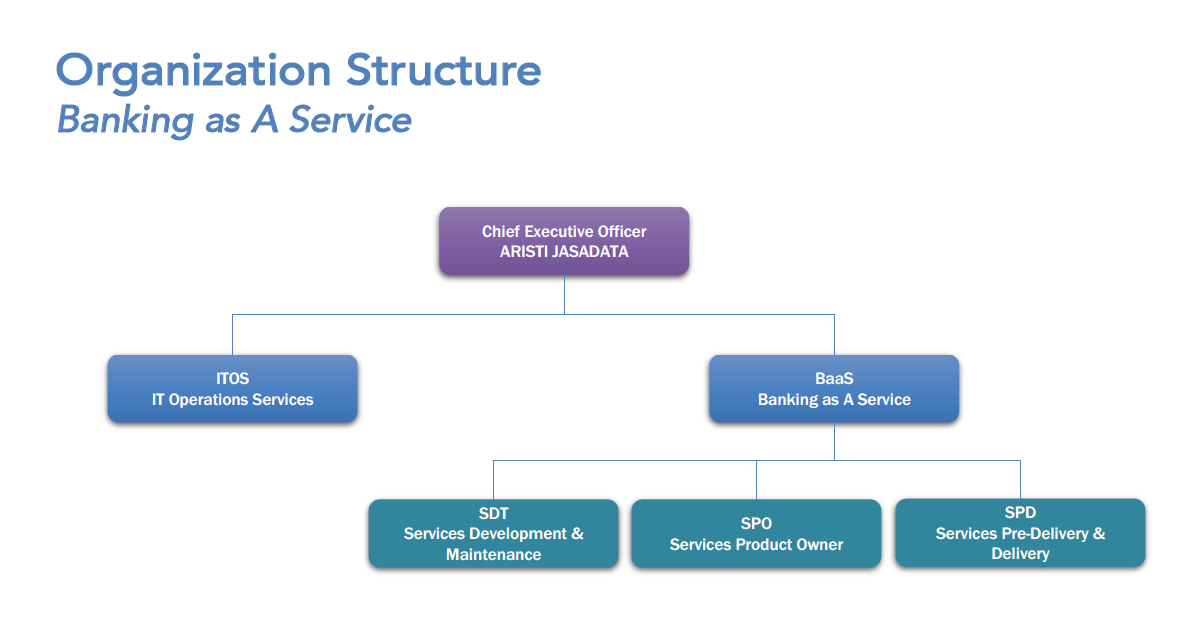 Organization Structure
Banking as A Service
Chief Executive Officer
ARISTI JASADATA
ITOS
IT Operations Services
BaaS
Banking as A Service
SDT
Services Development &
Maintenance
SPO
Services Product Owner
SPD
Services Pre-Delivery &
Delivery